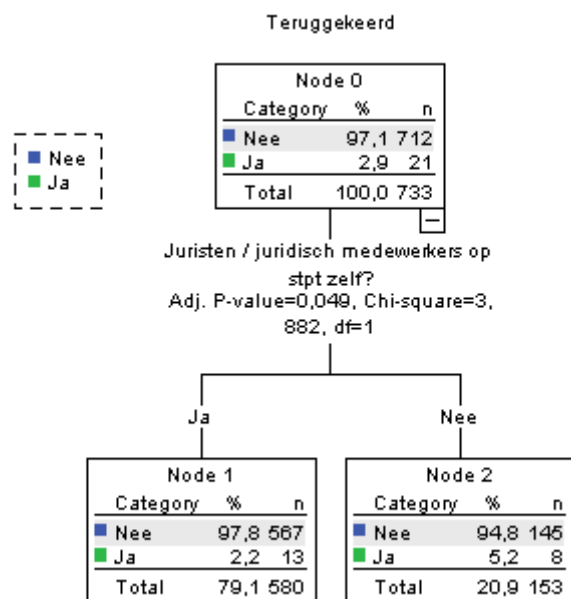 Teruggekeerd
Node 0
Category % n
Nee 97,1 712
Ja 2,9 21
Total 100,0 733
Nee
Ja
Juristen / juridisch medewerkers op
stpt zelf?
Adj. P-value=0,049, Chi-square=3,
882, df=1
Ja
Nee
Node 1
Category % n
Nee 97,8 567
Ja 2,2 13
Total 79,1 580
Node 2
Category % n
Nee 94,8 145
Ja 5,2 8
Total 20,9 153